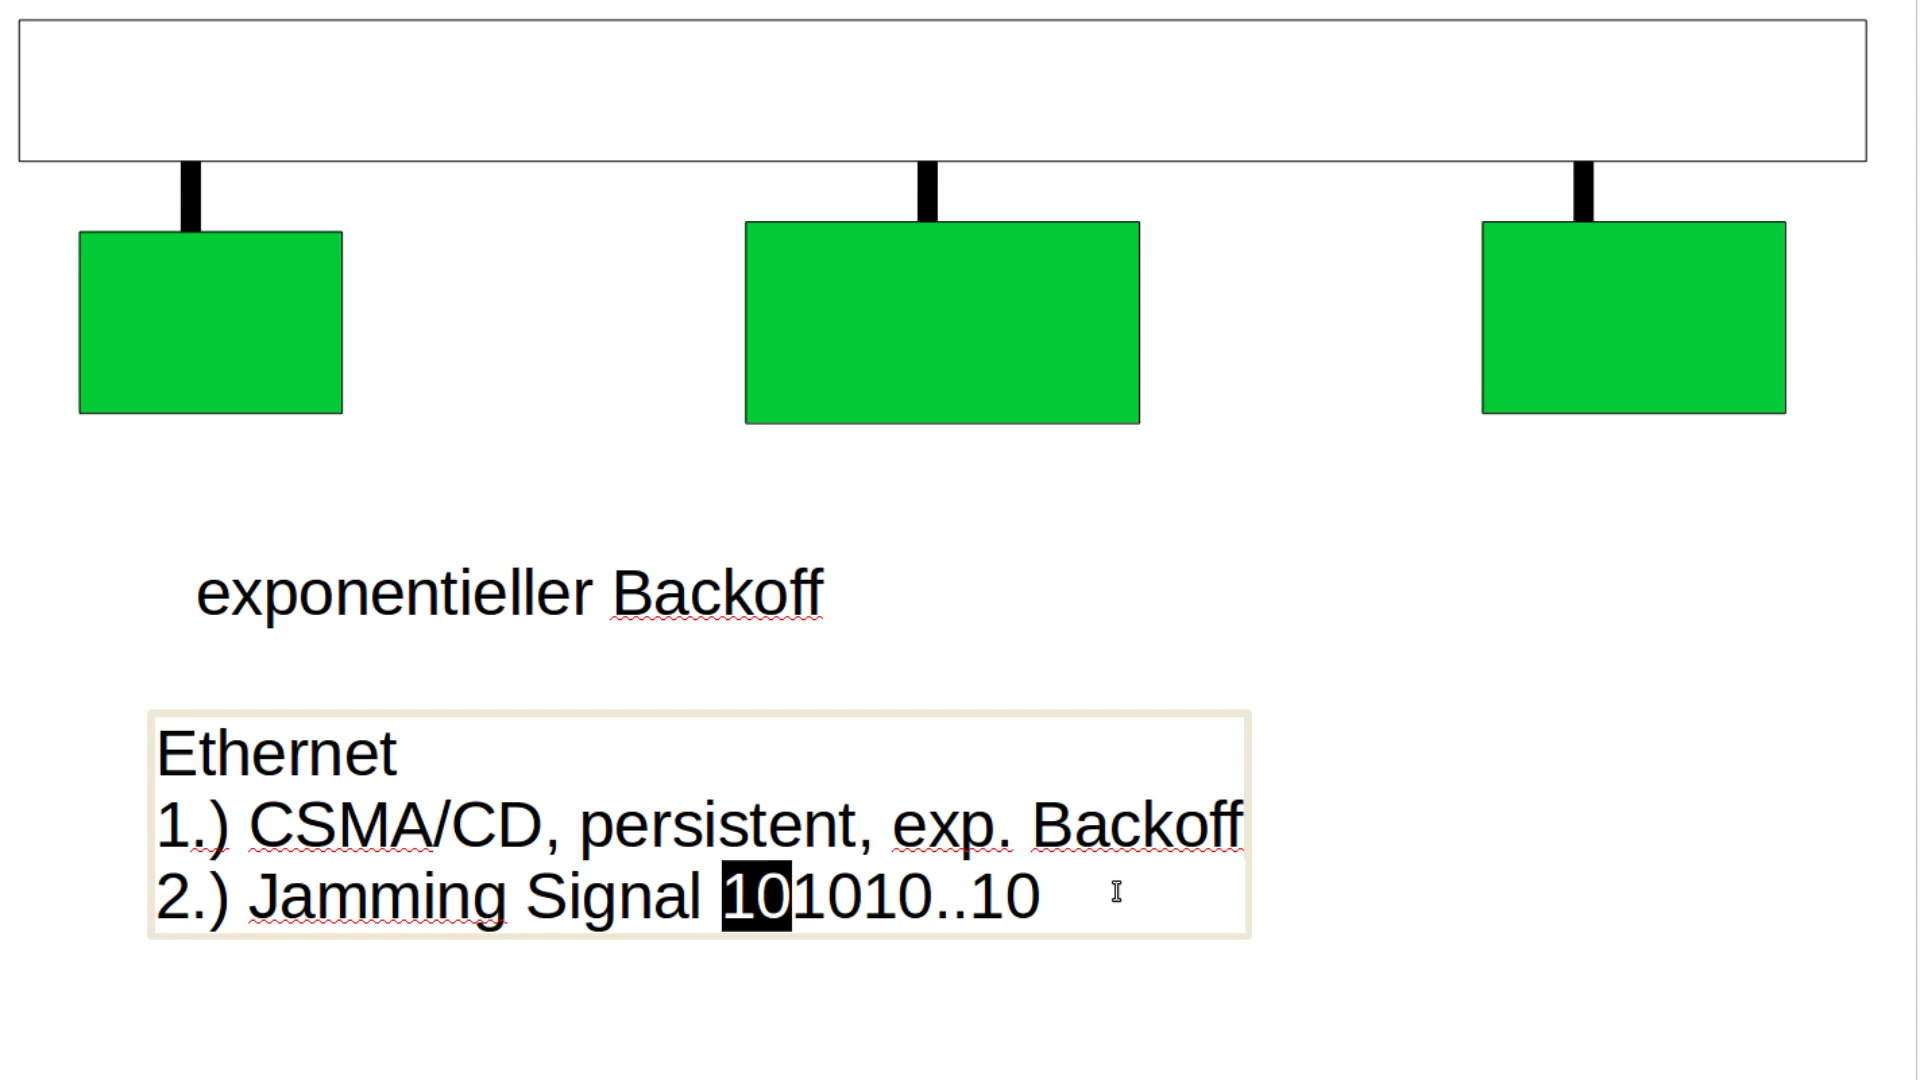 exponentieller Backoff
Ethernet
1.) CSMA/CD, persistent, exp. Backoff
2.) Jamming Signal 101010..10